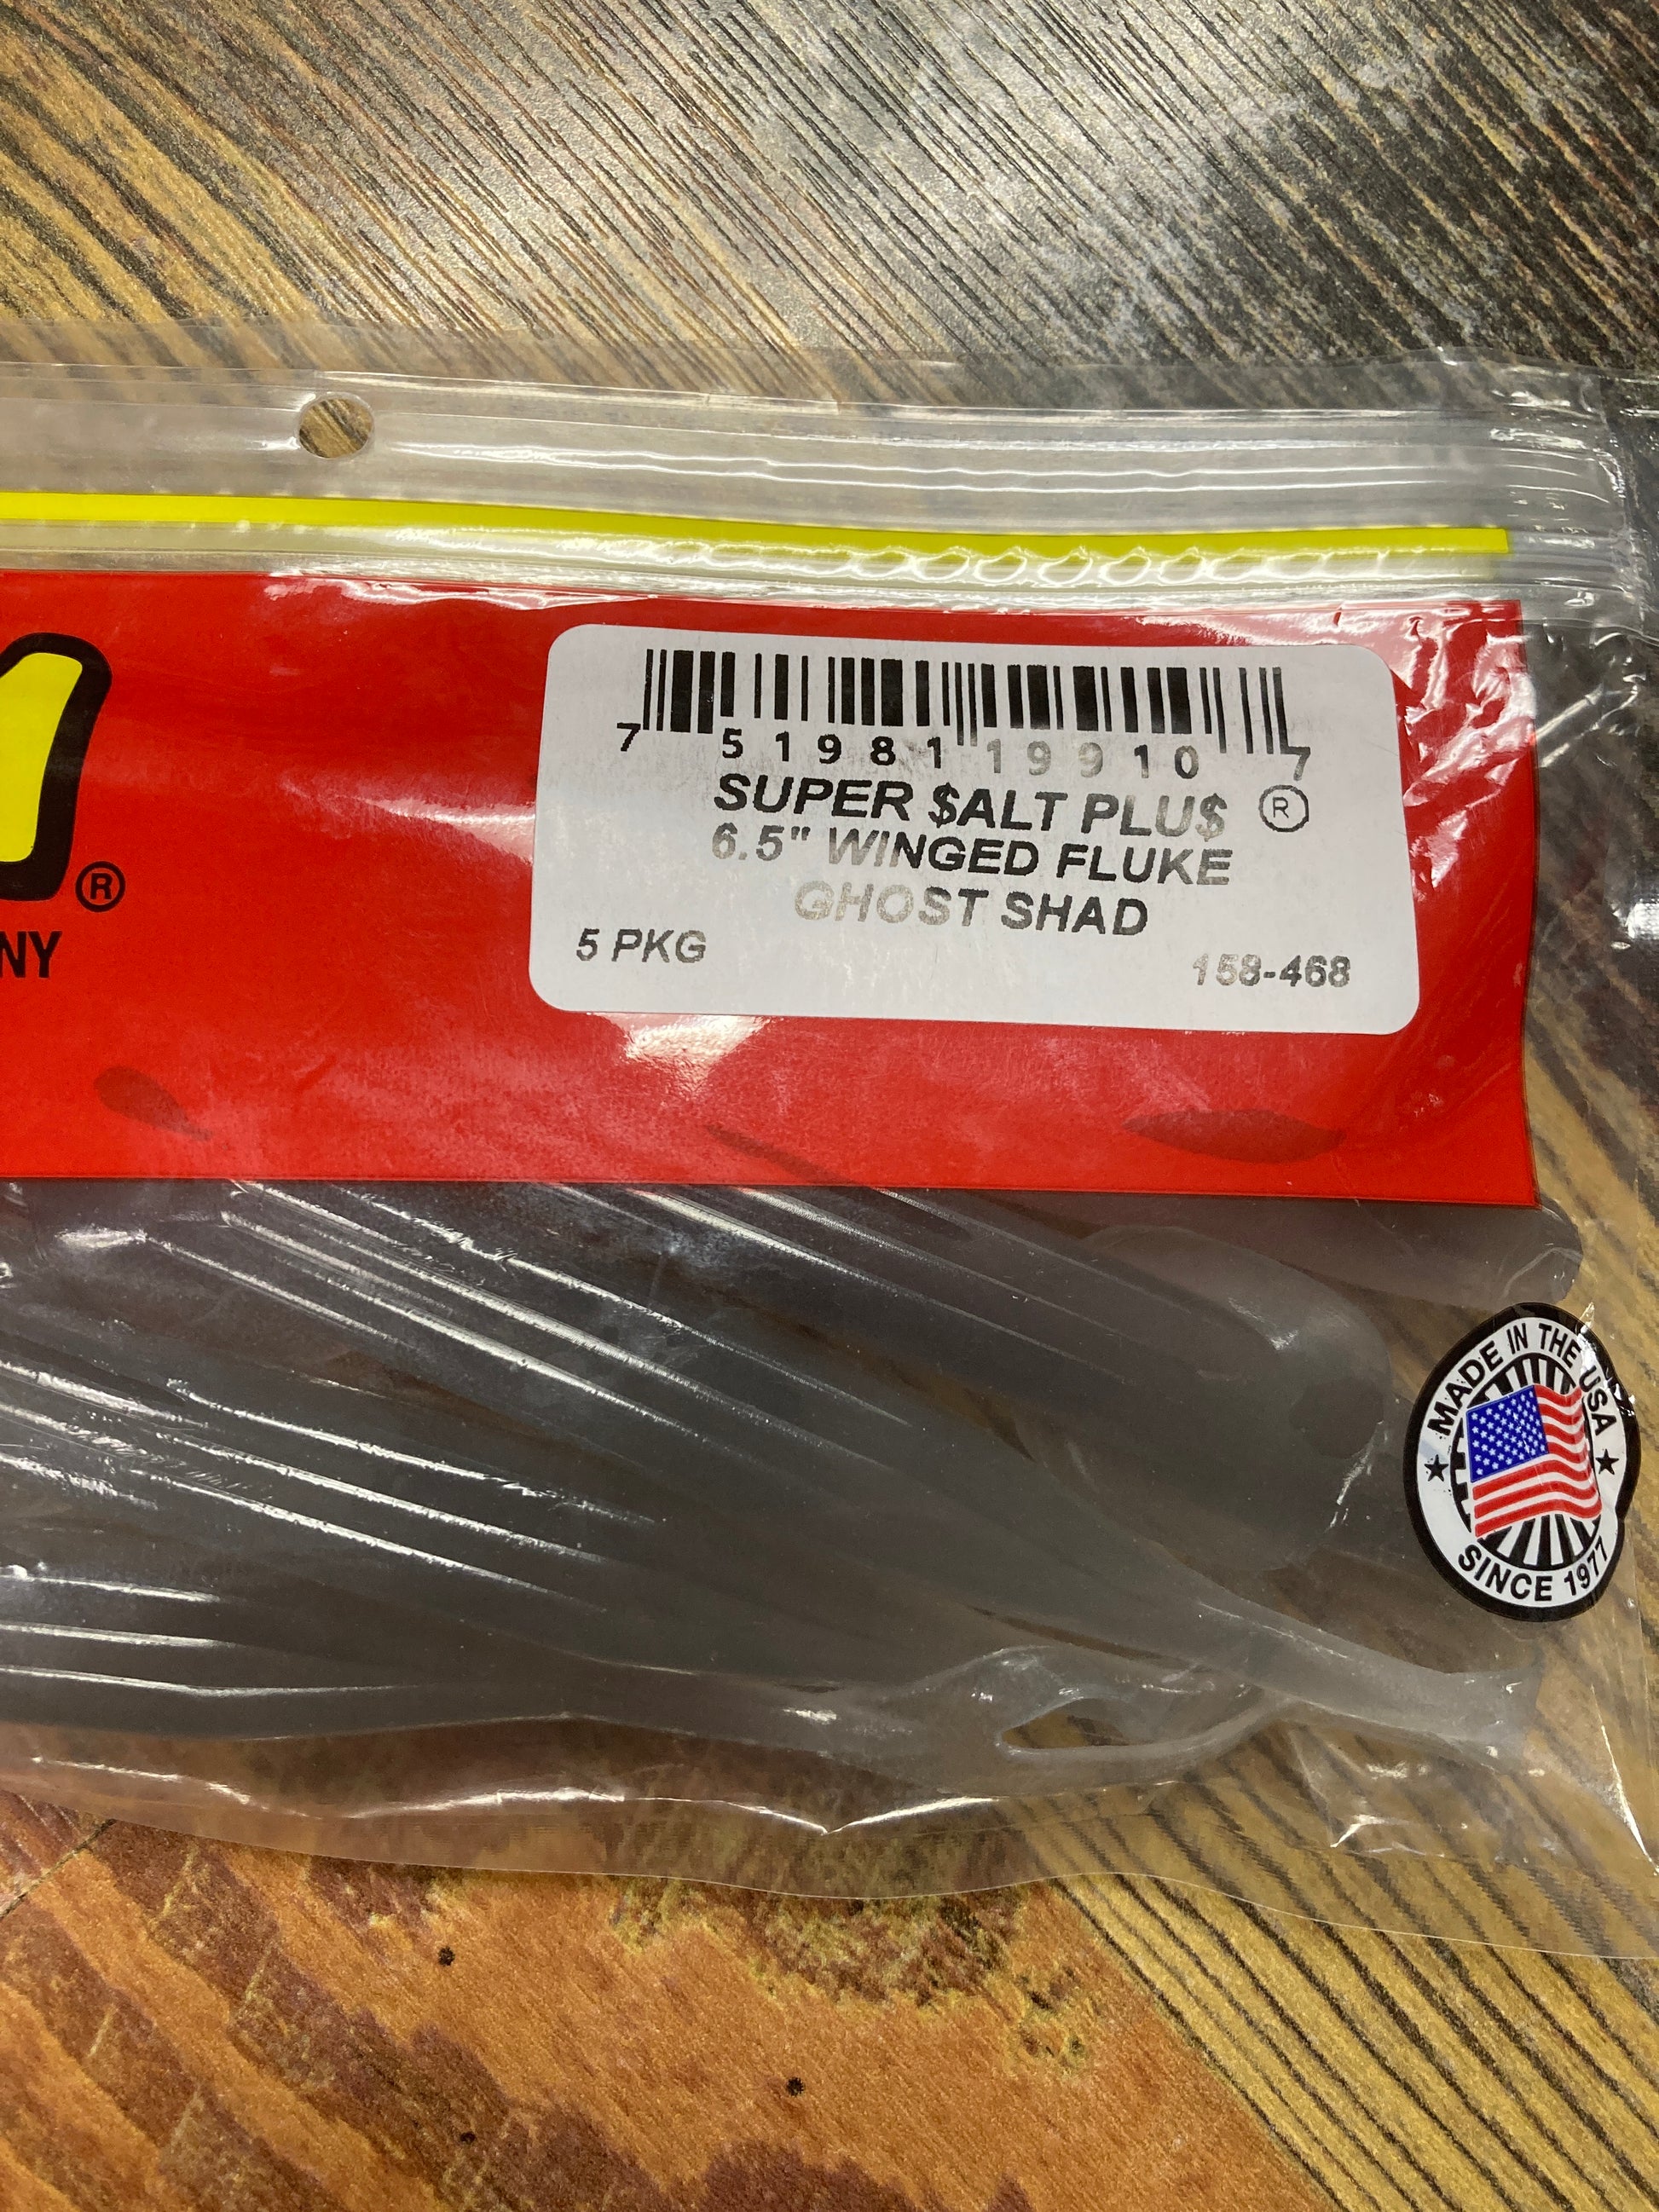 7 51981 19910 7
SUPER $ALT PLU$ ®
6.5" WINGED FLUKE
GHOST SHAD
5 PKG 158-468
®
NY
MADE IN THE USA
SINCE 1977